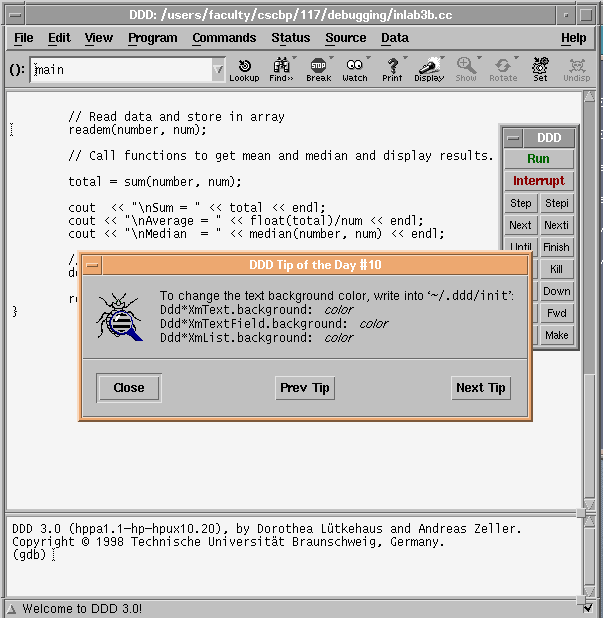 DDD: /users/faculty/cscbp/117/debugging/inlab3b.cc
File Edit View Program Commands Status Source Data Help
(): main
Lookup Find>> Break Watch Print Display Show Rotate Set Undisp
STOP
// Read data and store in array
readem(number, num);
// Call functions to get mean and median and display results.
total = sum(number, num);
cout  << "\nSum = " << total << endl;
cout << "\nAverage = " << float(total)/num << endl;
cout << "\nMedian  = " << median(number, num) << endl;
}
DDD
Run
Interrupt
Step Stepi
Next Nexti
Until Finish
Kill
Down
Fwd
Make
DDD Tip of the Day #10
To change the text background color, write into ‘~/.ddd/init’:
Ddd*XmText.background: color
Ddd*XmTextField.background: color
Ddd*XmList.background: color
Close Prev Tip Next Tip
DDD 3.0 (hppa1.1-hp-hpux10.20), by Dorothea Lütkehaus and Andreas Zeller.
Copyright © 1998 Technische Universität Braunschweig, Germany.
(gdb)
Welcome to DDD 3.0!